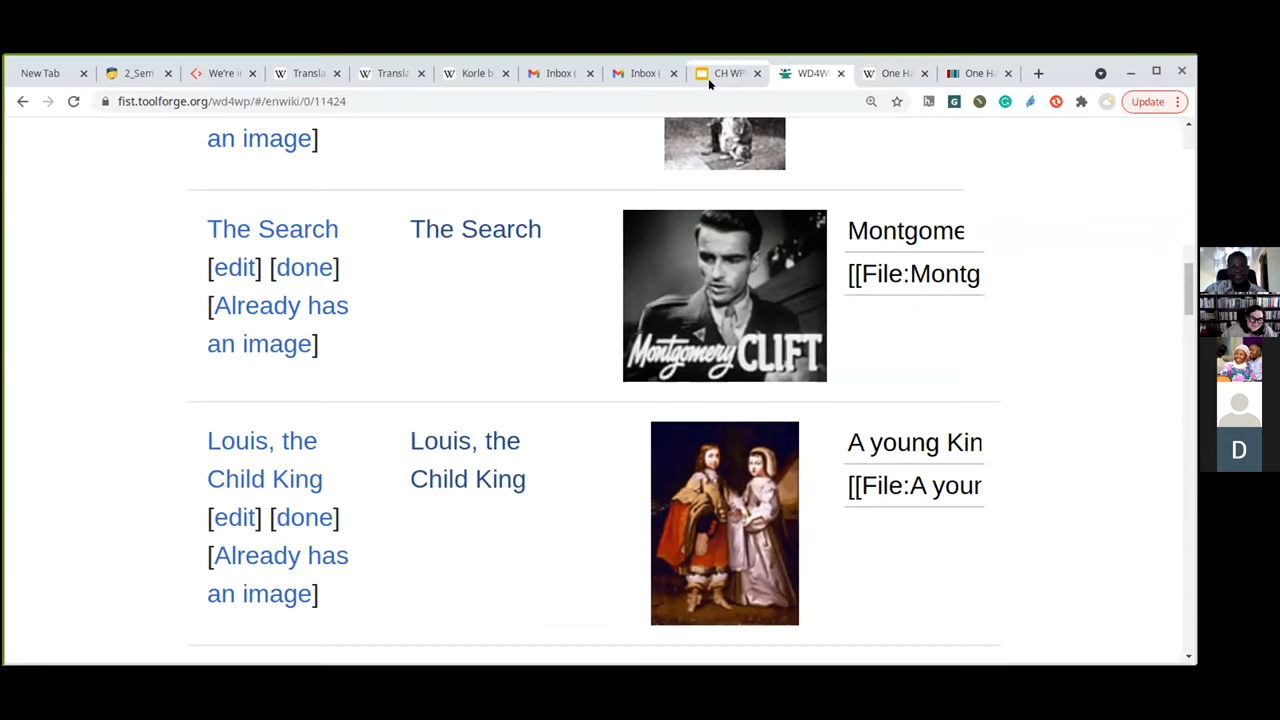 New Tab
2_Sem
We're i
Transla
Transla
Korle b
Inbox (
Inbox (
CH WP
WD4W
One Ha
One Ha
fist.toolforge.org/wd4wp/#/enwiki/0/11424
Update
an image]
The Search
[edit] [done]
[Already has
an image]
The Search
Montgomery CLIFT
Montgome
[[File:Montg
Louis, the
Child King
[edit] [done]
[Already has
an image]
Louis, the
Child King
A young Kin
[[File:A your
D